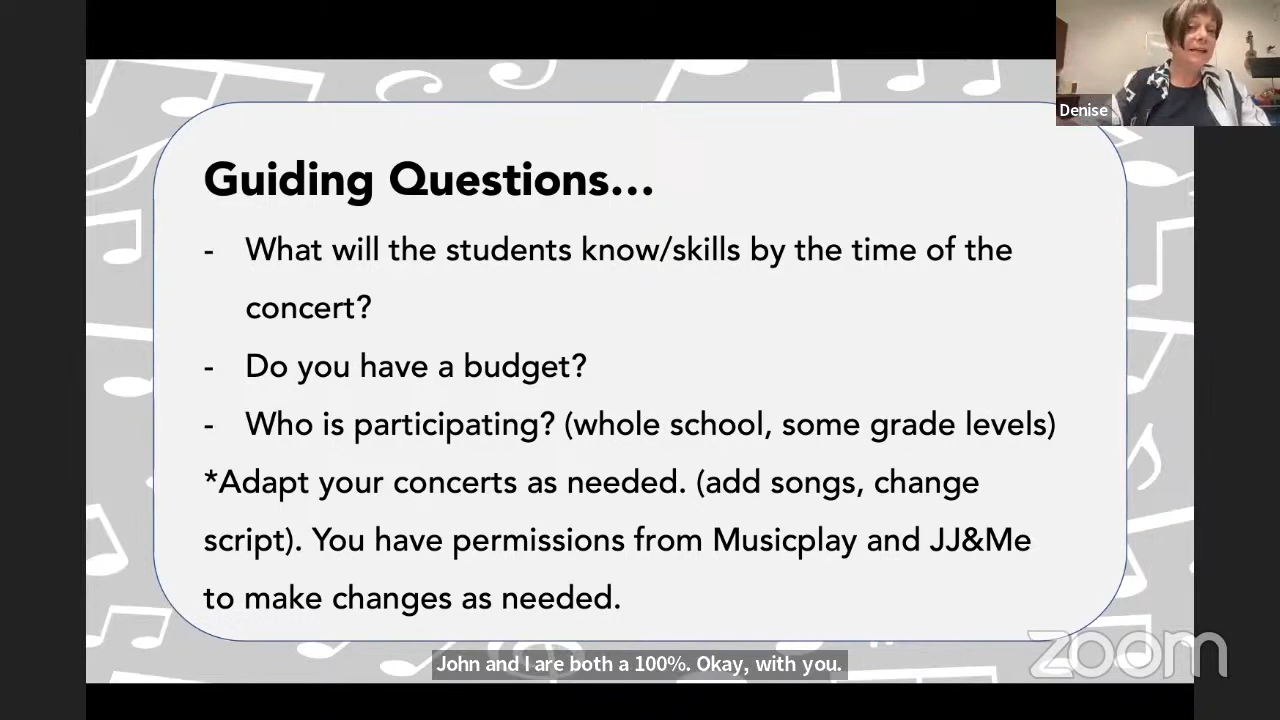 Denise
Guiding Questions...
- What will the students know/skills by the time of the
concert?
- Do you have a budget?
- Who is participating? (whole school, some grade levels)
*Adapt your concerts as needed. (add songs, change
script). You have permissions from Musicplay and JJ&Me
to make changes as needed.
John and I are both a 100%. Okay, with you.
zoom